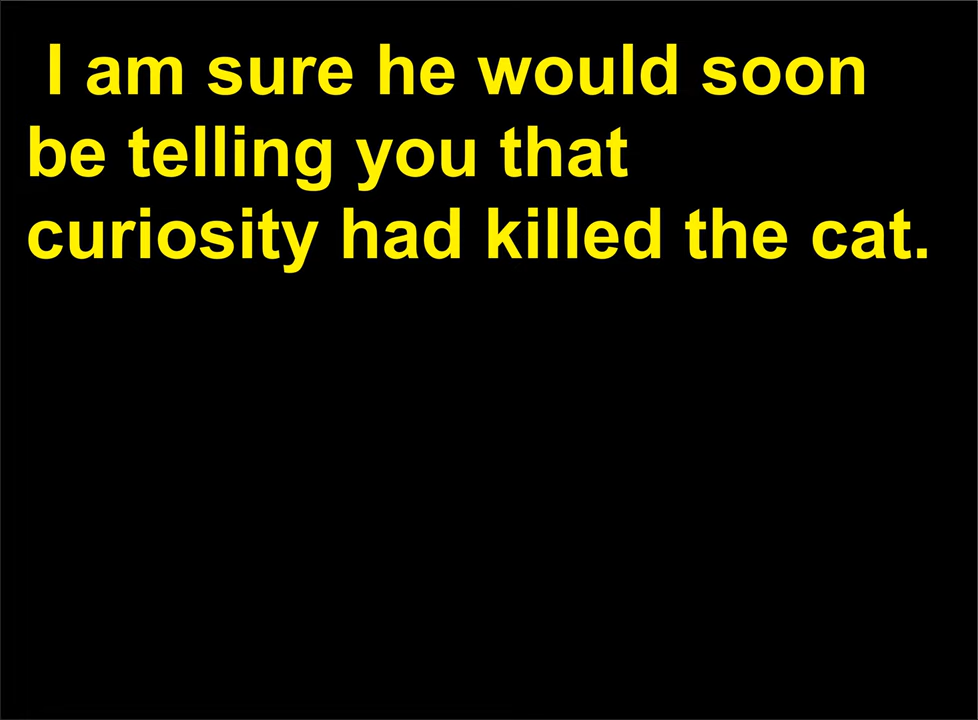 I am sure he would soon
be telling you that
curiosity had killed the cat.